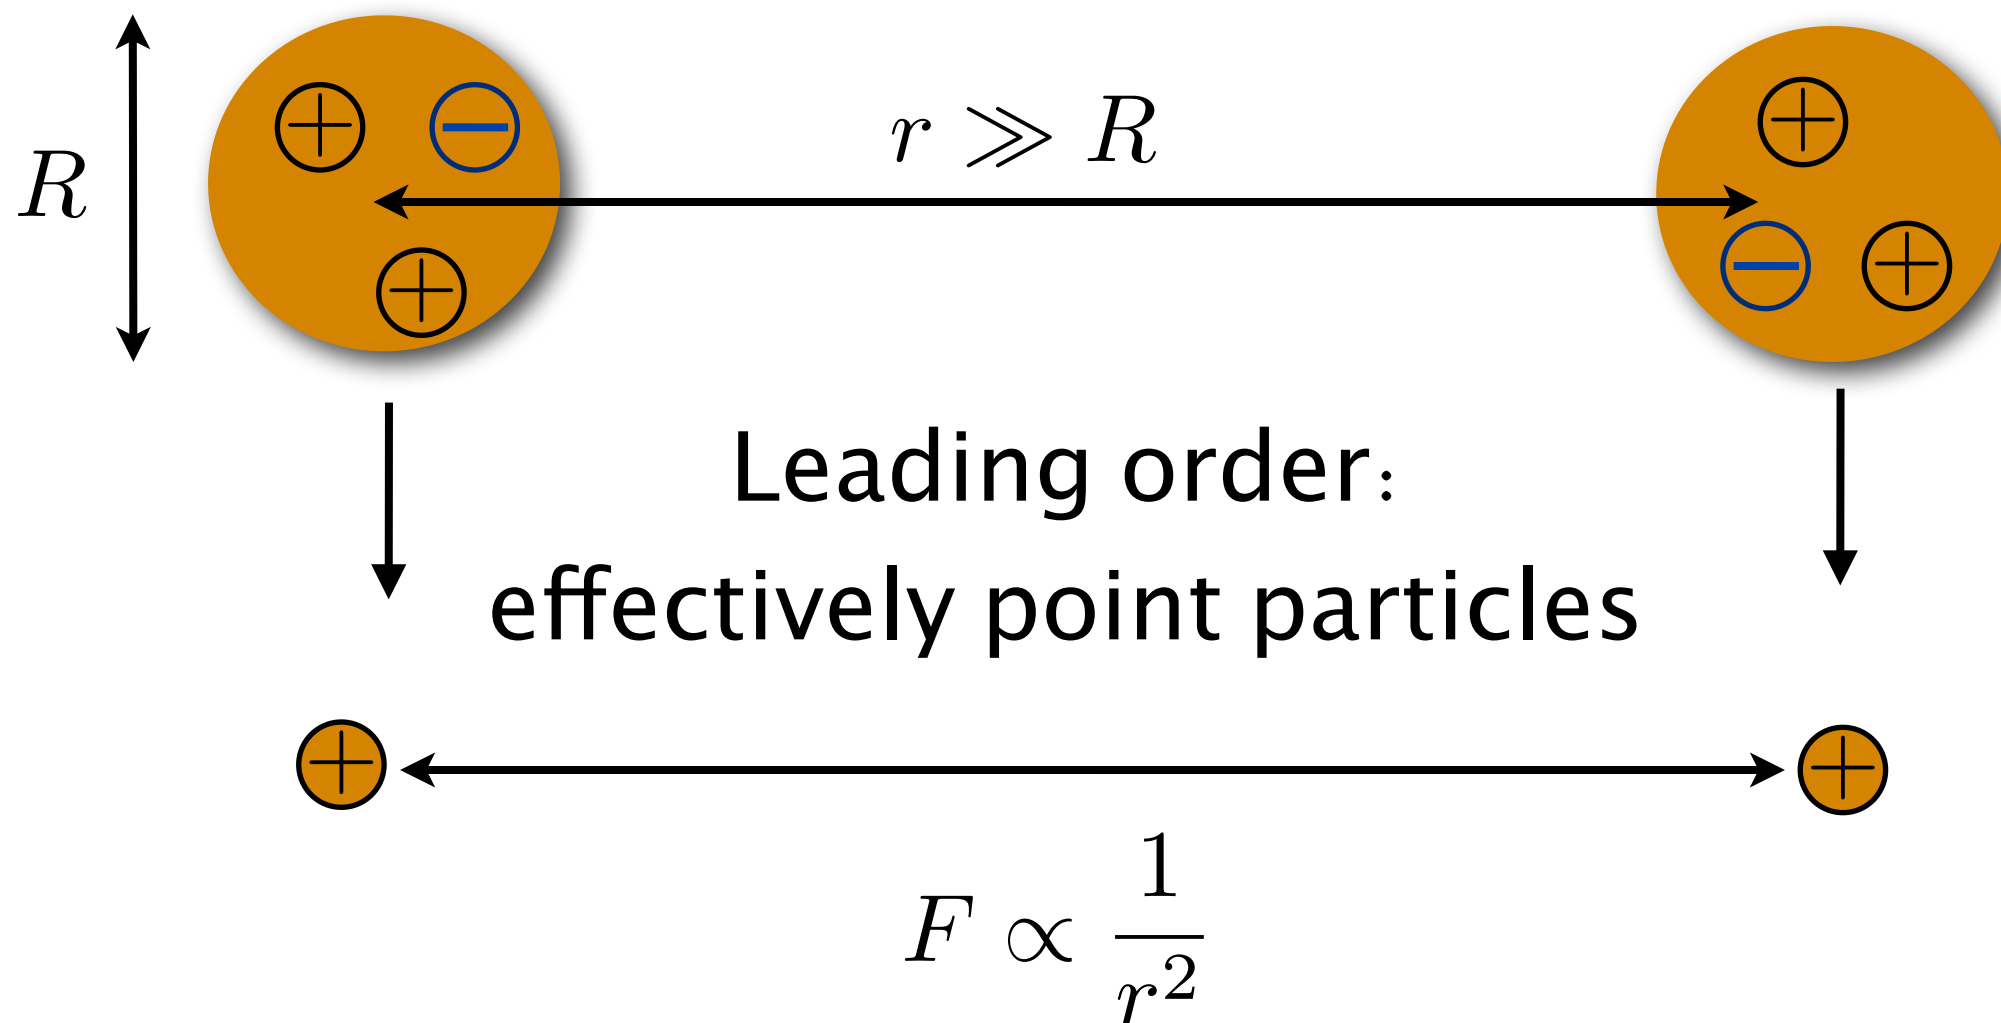 R
+ −
+
r ≫ R
+
− +
Leading order:
effectively point particles
+ +
F ∝ 1/r²